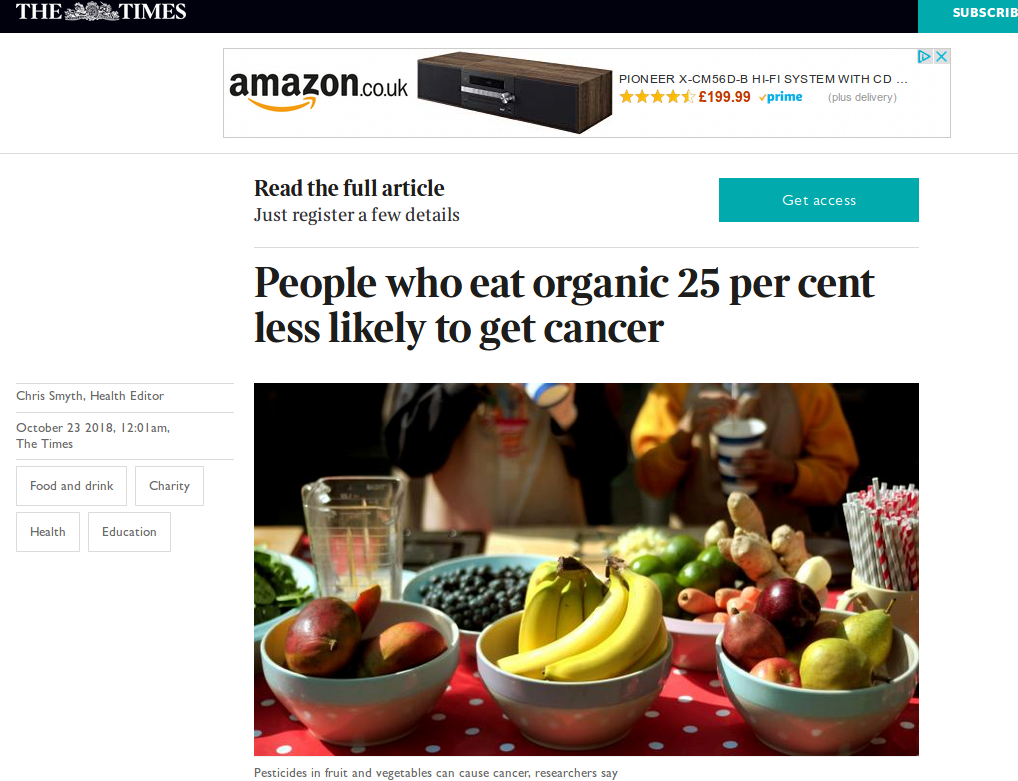 THE TIMES
SUBSCRIB
amazon.co.uk
PIONEER X-CM56D-B HI-FI SYSTEM WITH CD ...
£199.99 prime (plus delivery)
Read the full article
Just register a few details
Get access
People who eat organic 25 per cent
less likely to get cancer
Chris Smyth, Health Editor
October 23 2018, 12:01am,
The Times
Food and drink
Charity
Health
Education
Pesticides in fruit and vegetables can cause cancer, researchers say